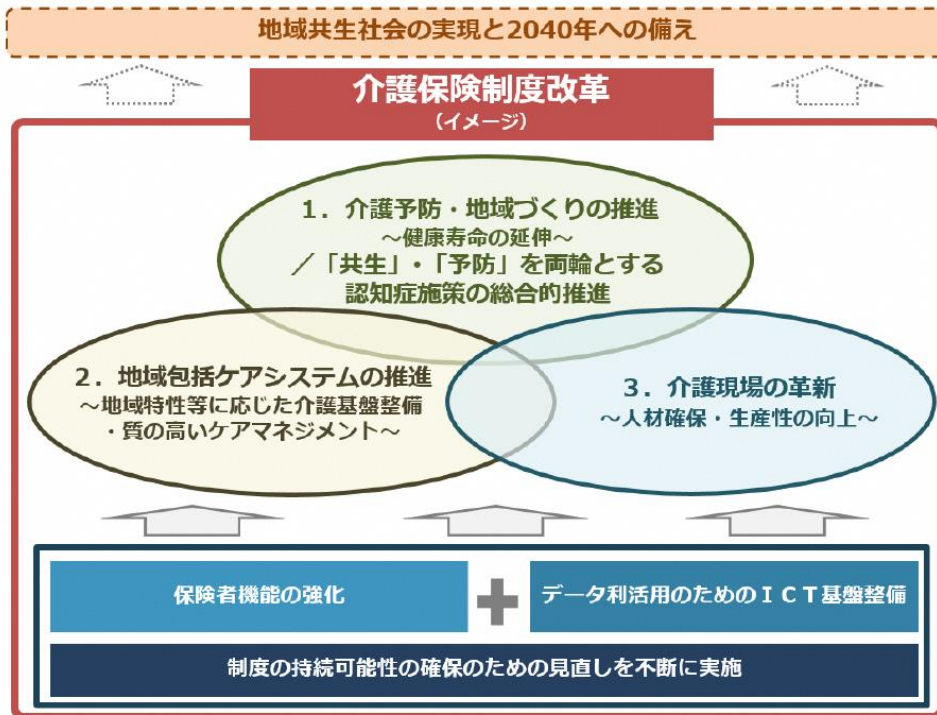 地域共生社会の実現と2040年への備え
介護保険制度改革
（イメージ）
１．介護予防・地域づくりの推進
～健康寿命の延伸～
／「共生」・「予防」を両輪とする
認知症施策の総合的推進
２．地域包括ケアシステムの推進
～地域特性等に応じた介護基盤整備
・質の高いケアマネジメント～
３．介護現場の革新
～人材確保・生産性の向上～
保険者機能の強化
データ利活用のためのＩＣＴ基盤整備
制度の持続可能性の確保のための見直しを不断に実施